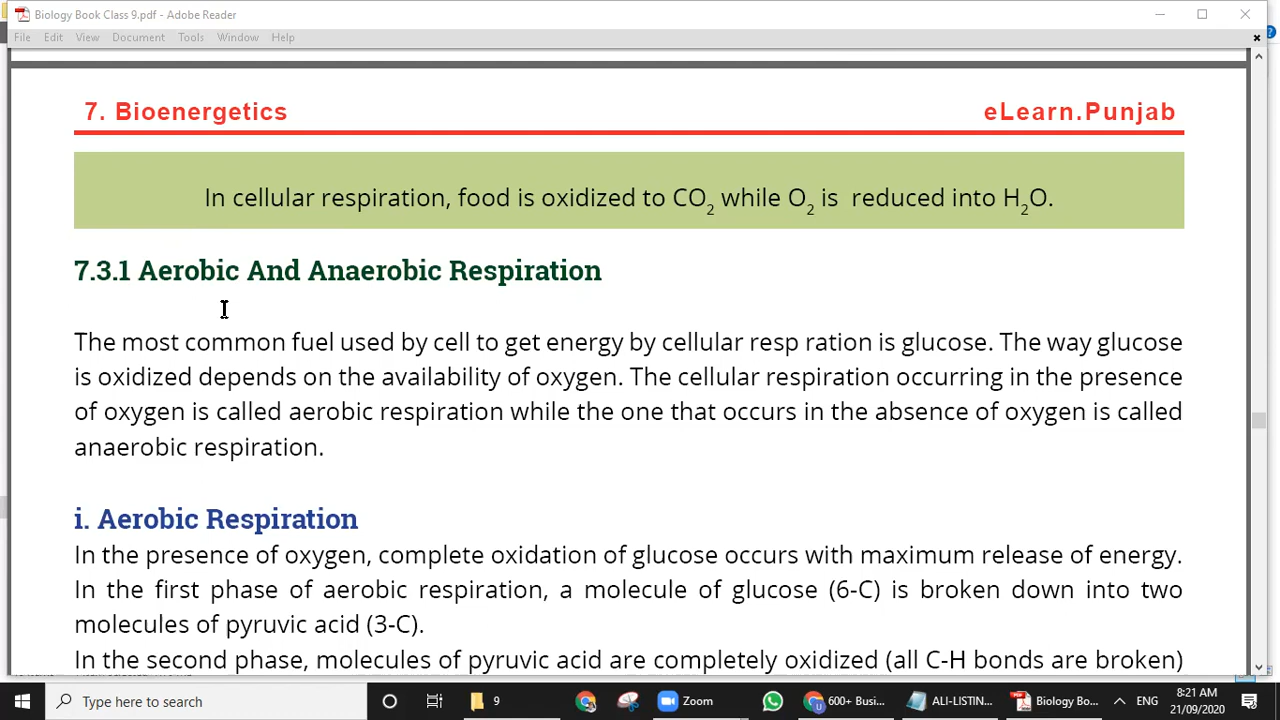 Biology Book Class 9.pdf - Adobe Reader
File Edit View Document Tools Window Help
7. Bioenergetics eLearn.Punjab
In cellular respiration, food is oxidized to CO2 while O2 is reduced into H2O.
7.3.1 Aerobic And Anaerobic Respiration
The most common fuel used by cell to get energy by cellular resp ration is glucose. The way glucose
is oxidized depends on the availability of oxygen. The cellular respiration occurring in the presence
of oxygen is called aerobic respiration while the one that occurs in the absence of oxygen is called
anaerobic respiration.
i. Aerobic Respiration
In the presence of oxygen, complete oxidation of glucose occurs with maximum release of energy.
In the first phase of aerobic respiration, a molecule of glucose (6-C) is broken down into two
molecules of pyruvic acid (3-C).
In the second phase, molecules of pyruvic acid are completely oxidized (all C-H bonds are broken)
Type here to search 9 Zoom 600+ Busi... ALI-LISTIN... Biology Bo... ENG 8:21 AM
21/09/2020